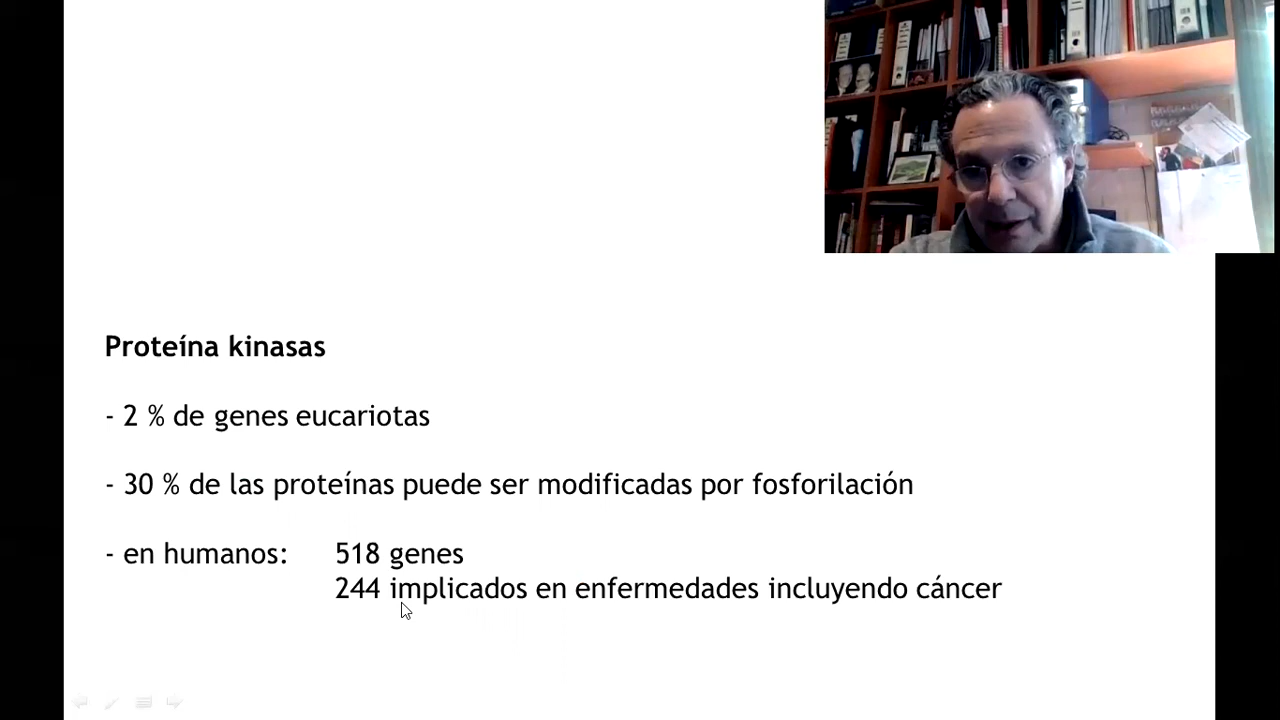 Proteína kinasas
- 2 % de genes eucariotas
- 30 % de las proteínas puede ser modificadas por fosforilación
- en humanos: 518 genes
244 implicados en enfermedades incluyendo cáncer